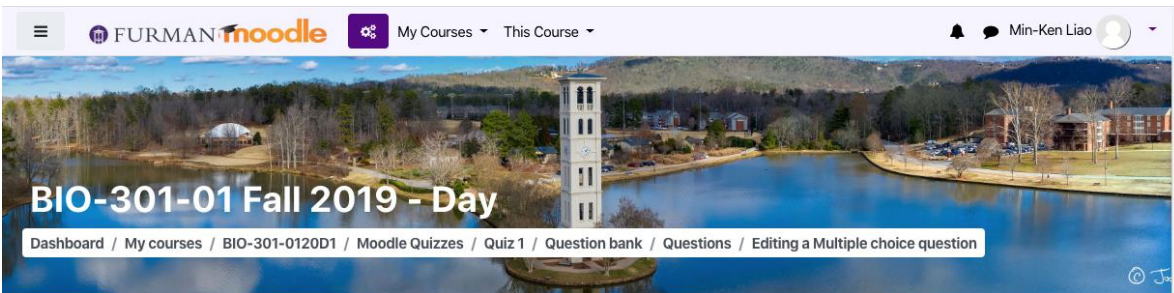 FURMAN moodle My Courses This Course Min-Ken Liao
BIO-301-01 Fall 2019 - Day
Dashboard / My courses / BIO-301-0120D1 / Moodle Quizzes / Quiz 1 / Question bank / Questions / Editing a Multiple choice question
©